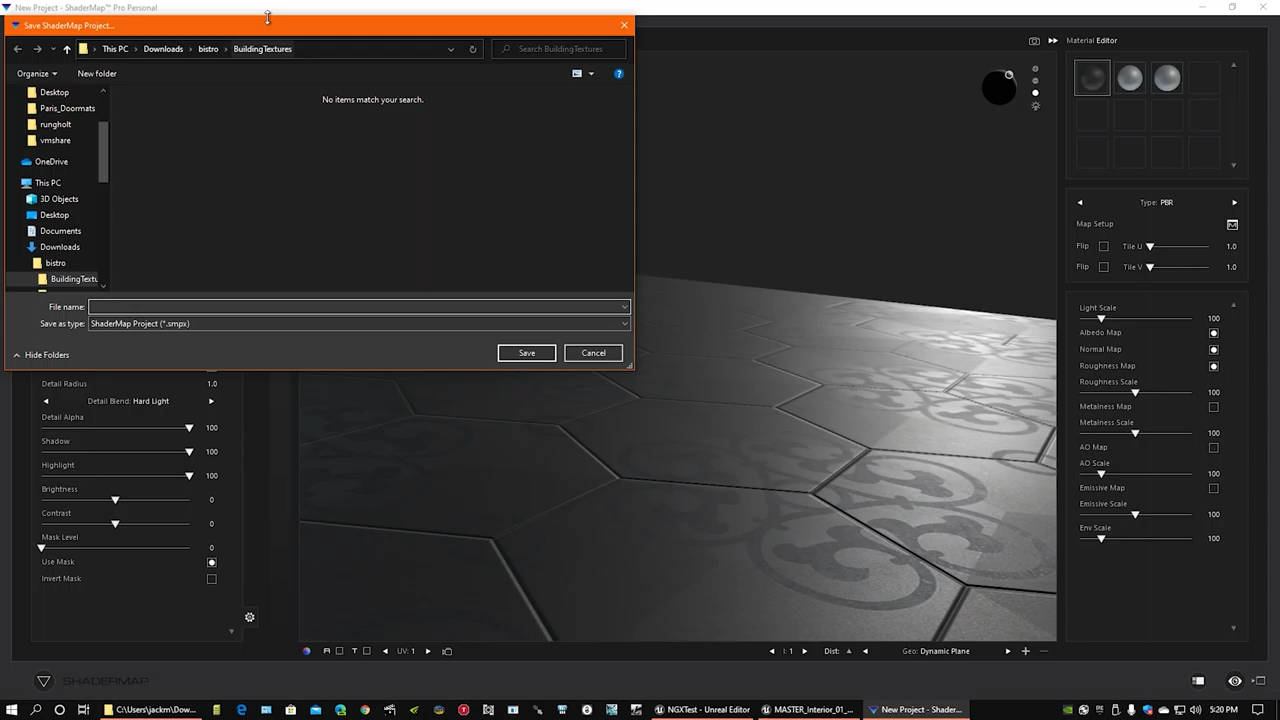 New Project - ShaderMap™ Pro Personal
Save ShaderMap Project...
This PC Downloads bistro BuildingTextures
Search BuildingTextures
Organize New folder
No items match your search.
Desktop
Paris_Doormats
rungholt
vmshare
OneDrive
This PC
3D Objects
Desktop
Documents
Downloads
bistro
BuildingTextu
File name:
Save as type: ShaderMap Project (*.smpx)
Hide Folders
Save Cancel
Detail Radius 1.0
Detail Blend: Hard Light
Detail Alpha
100
Shadow
100
Highlight
100
Brightness
0
Contrast
0
Mask Level
0
Use Mask
Invert Mask
UV: 1
I: 1
Dist:
Geo: Dynamic Plane
Material Editor
Type: PBR
Map Setup M
Flip Tile U 1.0
Flip Tile V 1.0
Light Scale
100
Albedo Map
Normal Map
Roughness Map
Roughness Scale
100
Metalness Map
Metalness Scale
100
AO Map
AO Scale
100
Emissive Map
Emissive Scale
100
Env Scale
100
SHADERMAP
C:\Users\jackm\Dow...
NGXTest - Unreal Editor
MASTER_Interior_01_...
New Project - Shader...
5:20 PM